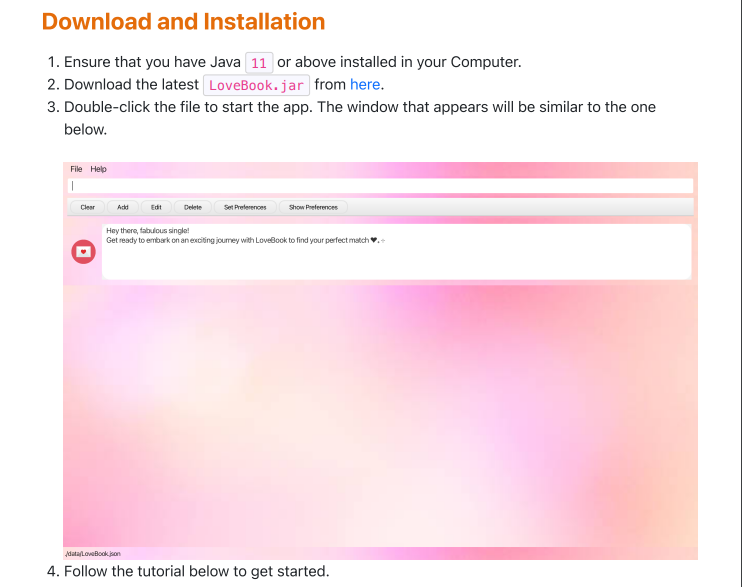 Download and Installation
1. Ensure that you have Java 11 or above installed in your Computer.
2. Download the latest LoveBook.jar from here.
3. Double-click the file to start the app. The window that appears will be similar to the one
below.
File Help
Clear Add Edit Delete Set Preferences Show Preferences
Hey there, fabulous single!
Get ready to embark on an exciting journey with LoveBook to find your perfect match ❤.
./data/LoveBook.json
4. Follow the tutorial below to get started.